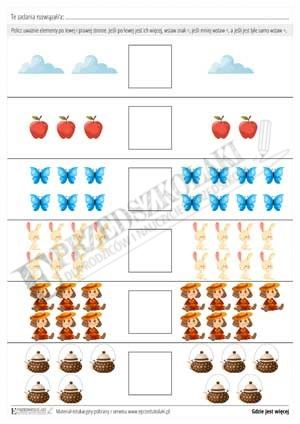 Te zadania rozwiązał/a:
Policz uważnie elementy po lewej i prawej stronie. Jeśli po lewej jest ich więcej, wstaw znak >, jeśli mniej wstaw <, a jeśli jest tyle samo wstaw =.
EPRZEDSZKOLAKI
DLA RODZICÓW I NAUCZYCIELI
Materiał edukacyjny pobrany z serwisu www.eprzedszkolaki.pl
Gdzie jest więcej